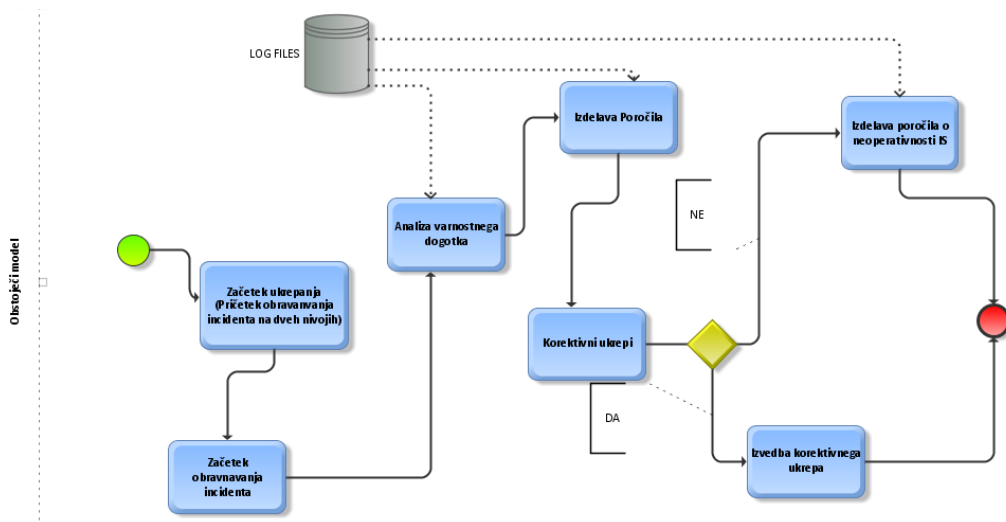 LOG FILES
Izdelava Poročila
Izdelava poročila o
neoperativnosti IS
NE
Analiza varnostnega
dogotka
Obstoječi model
Začetek ukrepanja
(Pričetek obravanvanja
incidenta na dveh nivojih)
Korektivni ukrepi
DA
Začetek
obravnavanja
incidenta
Izvedba korektivnega
ukrepa